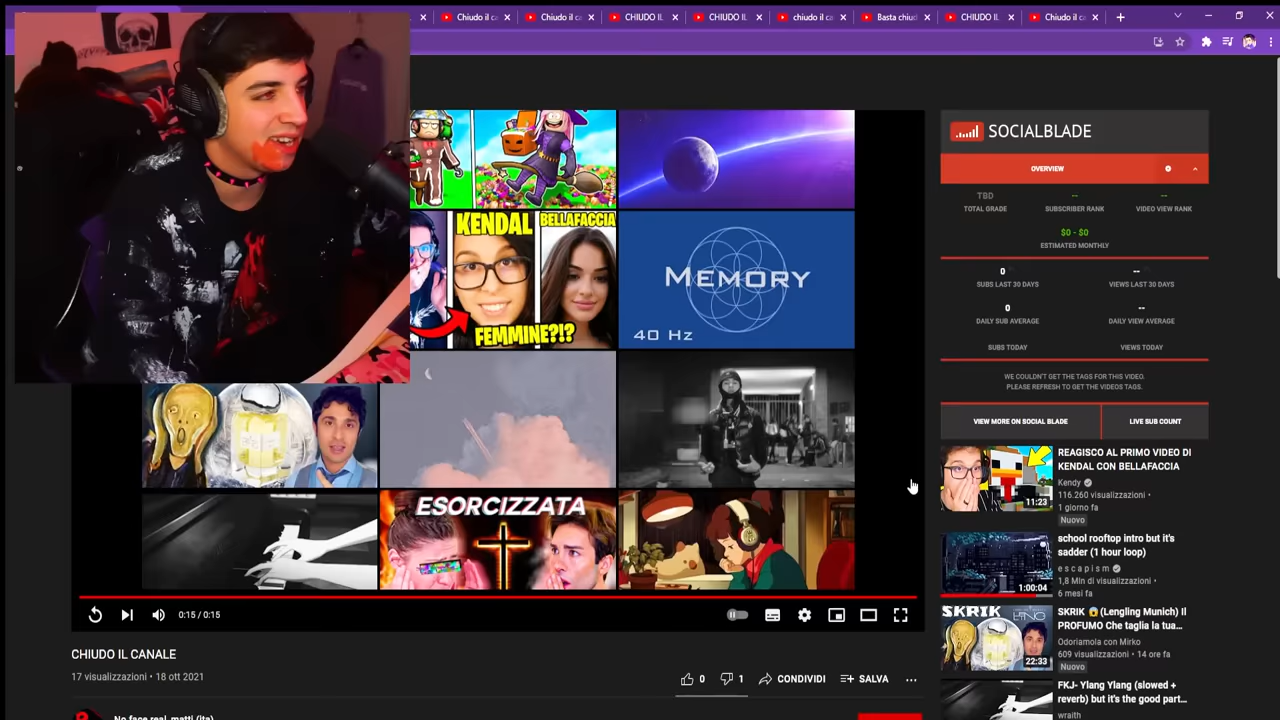 Chiudo il ca
Chiudo il ca
CHIUDO IL
CHIUDO IL
chiudo il ca
Basta chiud
CHIUDO IL
Chiudo il ca
KENDAL
BELLAFACCIA
FEMMINE?!?
MEMORY
40 Hz
ESORCIZZATA
0:15 / 0:15
CHIUDO IL CANALE
17 visualizzazioni • 18 ott 2021
0
1
CONDIVIDI
SALVA
No face real_matti (ita)
SOCIALBLADE
OVERVIEW
TBD
--
--
TOTAL GRADE
SUBSCRIBER RANK
VIDEO VIEW RANK
$0 - $0
ESTIMATED MONTHLY
0
--
SUBS LAST 30 DAYS
VIEWS LAST 30 DAYS
0
--
DAILY SUB AVERAGE
DAILY VIEW AVERAGE
SUBS TODAY
VIEWS TODAY
WE COULDN'T GET THE TAGS FOR THIS VIDEO.
PLEASE REFRESH TO GET THE VIDEOS TAGS.
VIEW MORE ON SOCIAL BLADE
LIVE SUB COUNT
REAGISCO AL PRIMO VIDEO DI
KENDAL CON BELLAFACCIA
Kendy
116.260 visualizzazioni •
1 giorno fa
Nuovo
11:23
school rooftop intro but it's
sadder (1 hour loop)
e s c a p i s m
1,8 Mln di visualizzazioni •
6 mesi fa
1:00:04
SKRIK 😱 (Lengling Munich) Il
PROFUMO Che taglia la tua...
Odoriamola con Mirko
609 visualizzazioni • 14 ore fa
Nuovo
SKRIK
22:33
FKJ- Ylang Ylang (slowed +
reverb) but it's the good part...
wraith